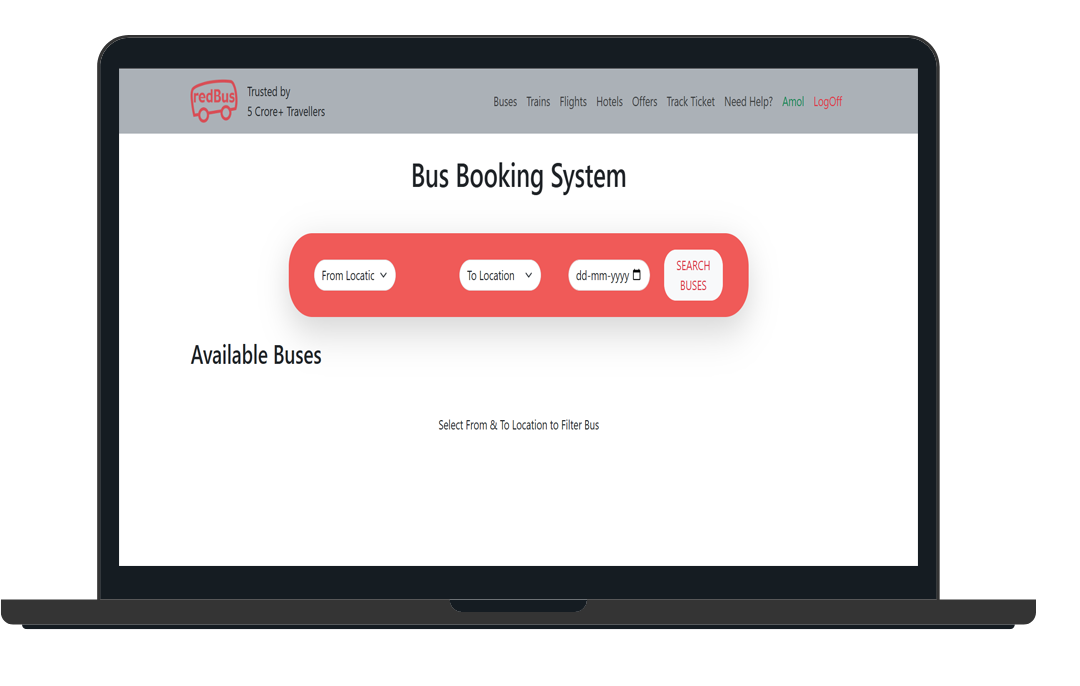 redBus
Trusted by
5 Crore+ Travellers
Buses Trains Flights Hotels Offers Track Ticket Need Help? Amol LogOff
Bus Booking System
From Locatic
To Location
dd-mm-yyyy
SEARCH
BUSES
Available Buses
Select From & To Location to Filter Bus